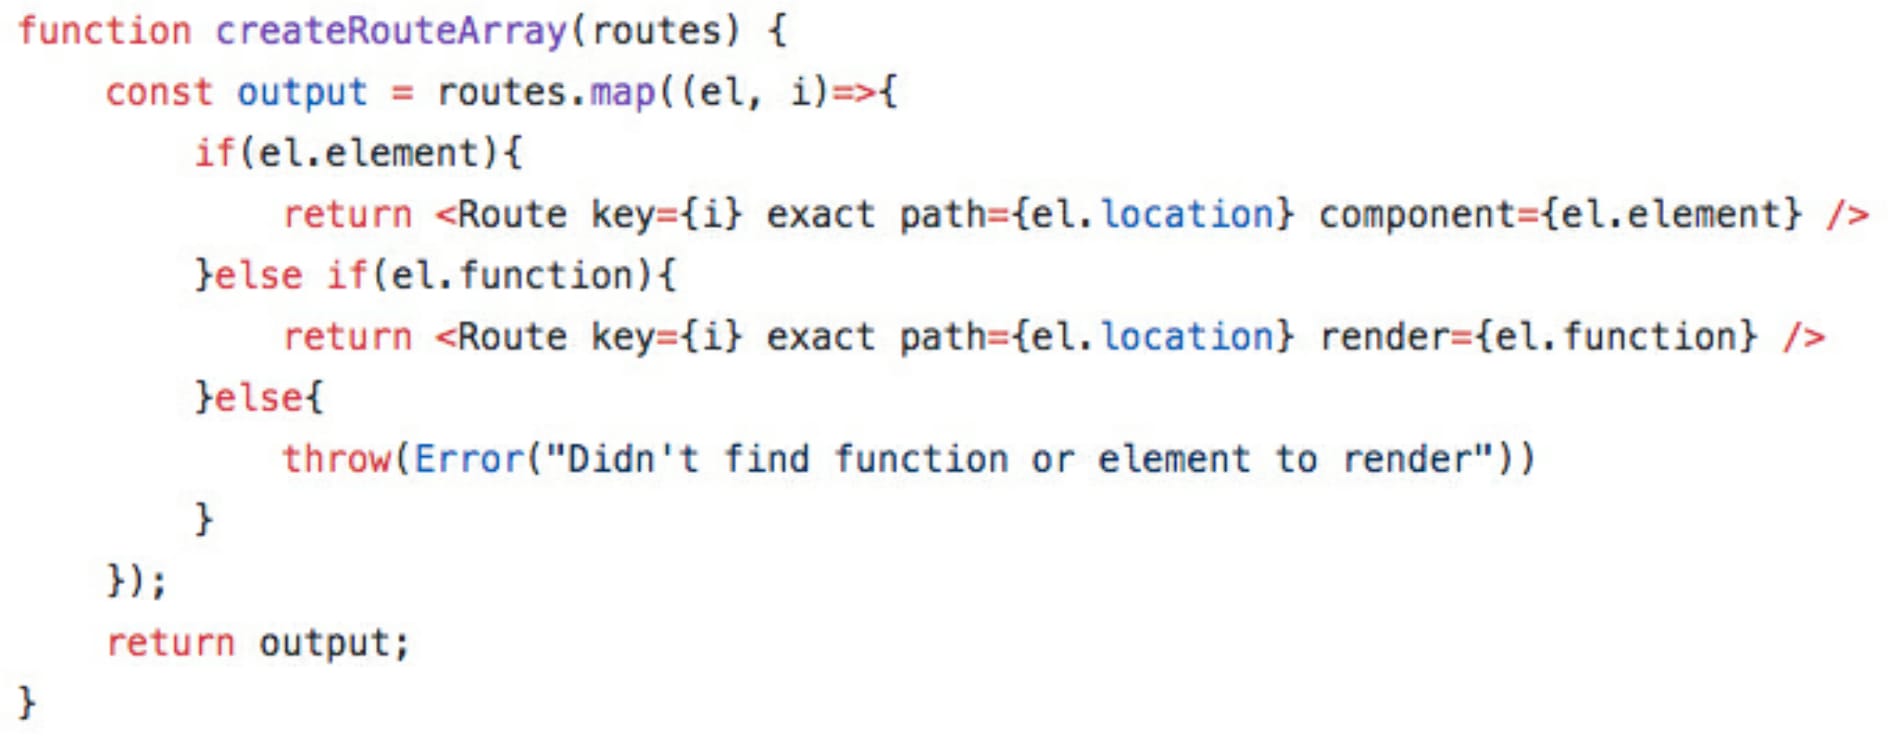 function createRouteArray(routes) {
    const output = routes.map((el, i)=>{
        if(el.element){
            return <Route key={i} exact path={el.location} component={el.element} />
        }else if(el.function){
            return <Route key={i} exact path={el.location} render={el.function} />
        }else{
            throw(Error("Didn't find function or element to render"))
        }
    });
    return output;
}